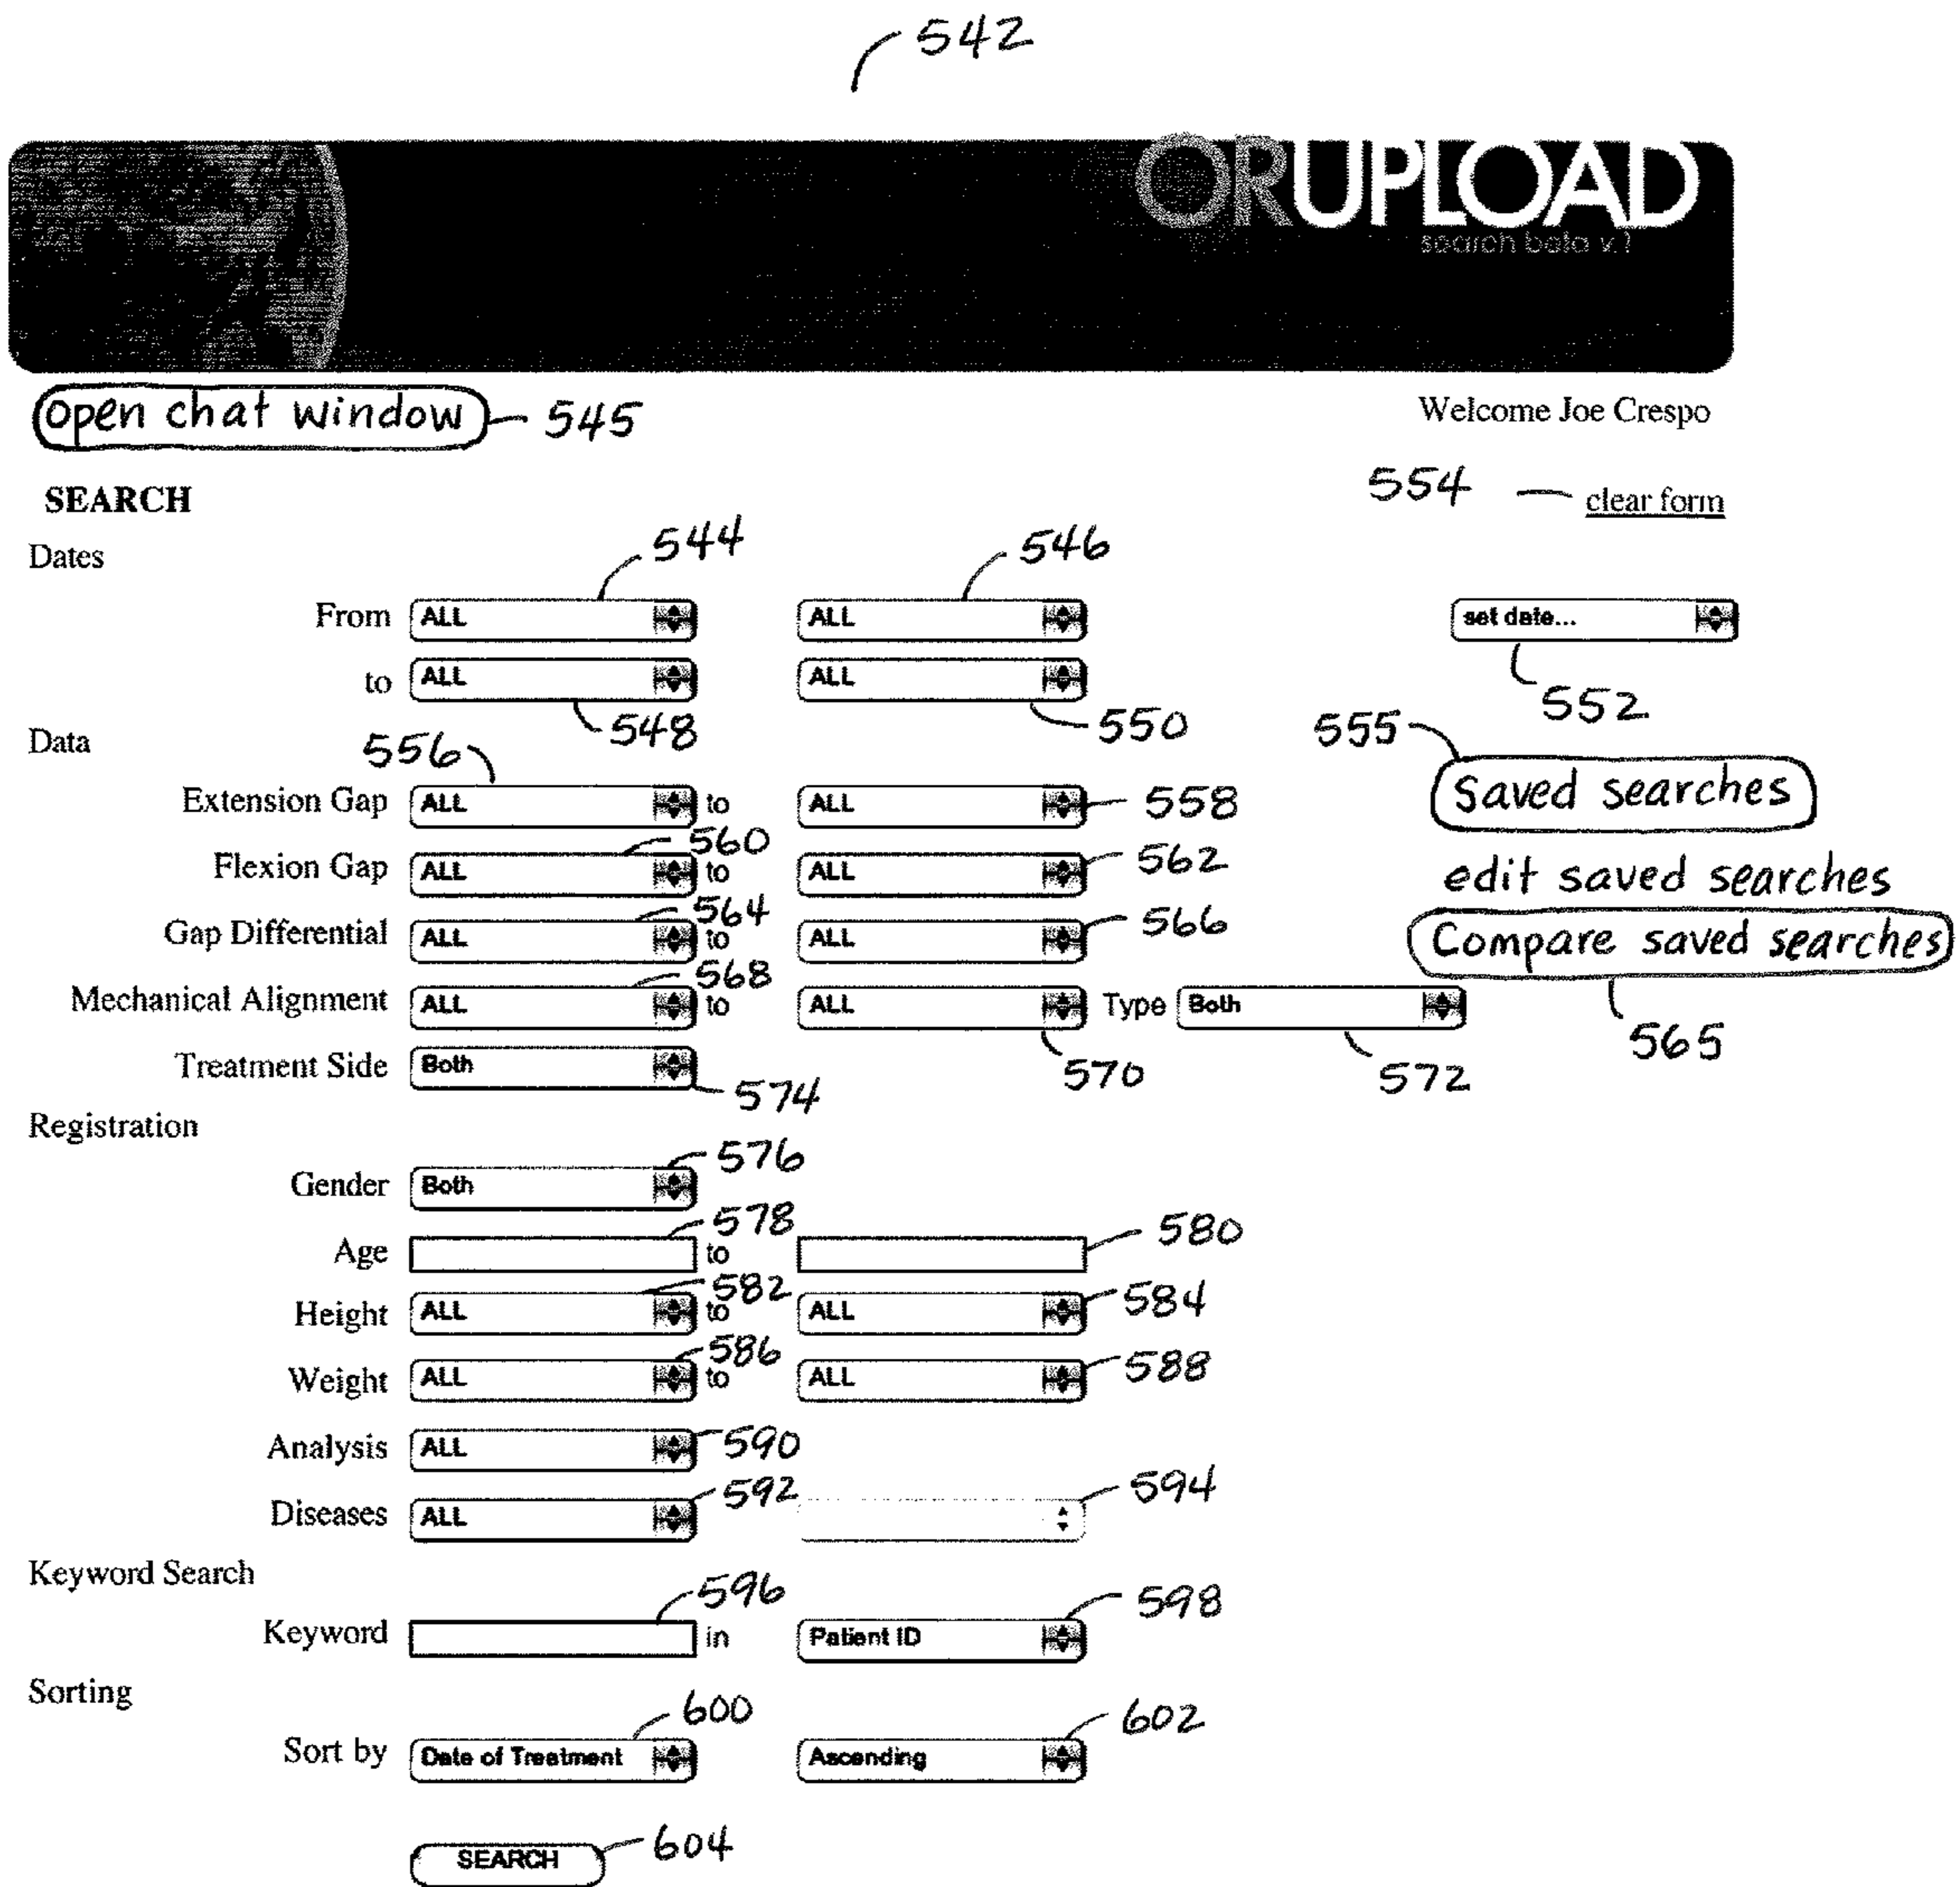 542
ORUPLOAD
search beta v.1
open chat window 545 Welcome Joe Crespo
SEARCH 554 clear form
Dates 544 546
From ALL ALL set date...
to ALL ALL
548 550 552
Data 556 555
Saved searches
Extension Gap ALL to ALL 558
560
Flexion Gap ALL to ALL 562 edit saved searches
564
Gap Differential ALL to ALL 566 Compare saved searches
568
Mechanical Alignment ALL to ALL Type Both 565
Treatment Side Both 574 570 572
Registration
576
Gender Both
578
Age to 580
582
Height ALL to ALL 584
586
Weight ALL to ALL 588
Analysis ALL 590
Diseases ALL 592 594
Keyword Search
596 598
Keyword in Patient ID
Sorting
600 602
Sort by Date of Treatment Ascending
SEARCH 604